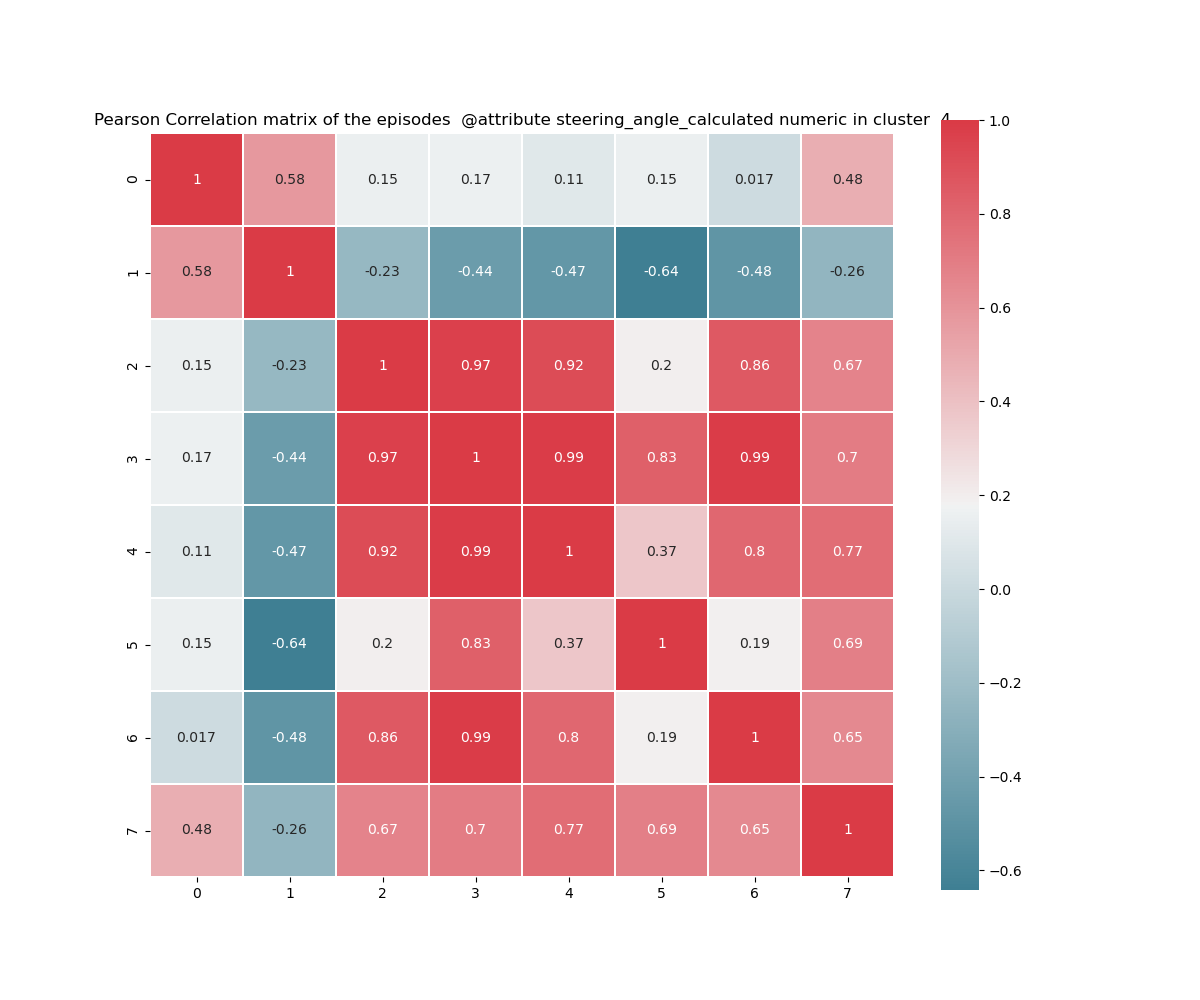 Pearson Correlation matrix of the episodes  @attribute steering_angle_calculated numeric in cluster  4
0 1 0.58 0.15 0.17 0.11 0.15 0.017 0.48
1 0.58 1 -0.23 -0.44 -0.47 -0.64 -0.48 -0.26
2 0.15 -0.23 1 0.97 0.92 0.2 0.86 0.67
3 0.17 -0.44 0.97 1 0.99 0.83 0.99 0.7
4 0.11 -0.47 0.92 0.99 1 0.37 0.8 0.77
5 0.15 -0.64 0.2 0.83 0.37 1 0.19 0.69
6 0.017 -0.48 0.86 0.99 0.8 0.19 1 0.65
7 0.48 -0.26 0.67 0.7 0.77 0.69 0.65 1
0 1 2 3 4 5 6 7
1.0
0.8
0.6
0.4
0.2
0.0
−0.2
−0.4
−0.6